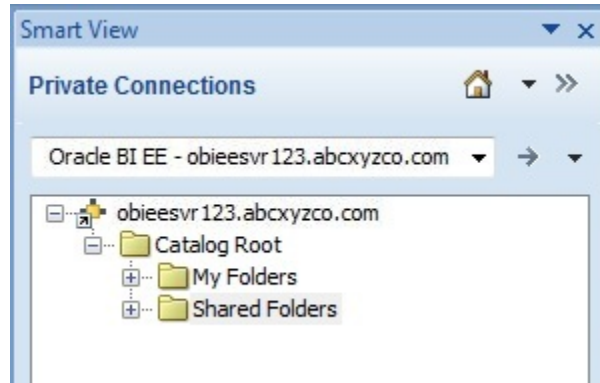 Smart View
Private Connections
Oracle BI EE - obieesvr123.abcxyzco.com
obieesvr123.abcxyzco.com
Catalog Root
My Folders
Shared Folders